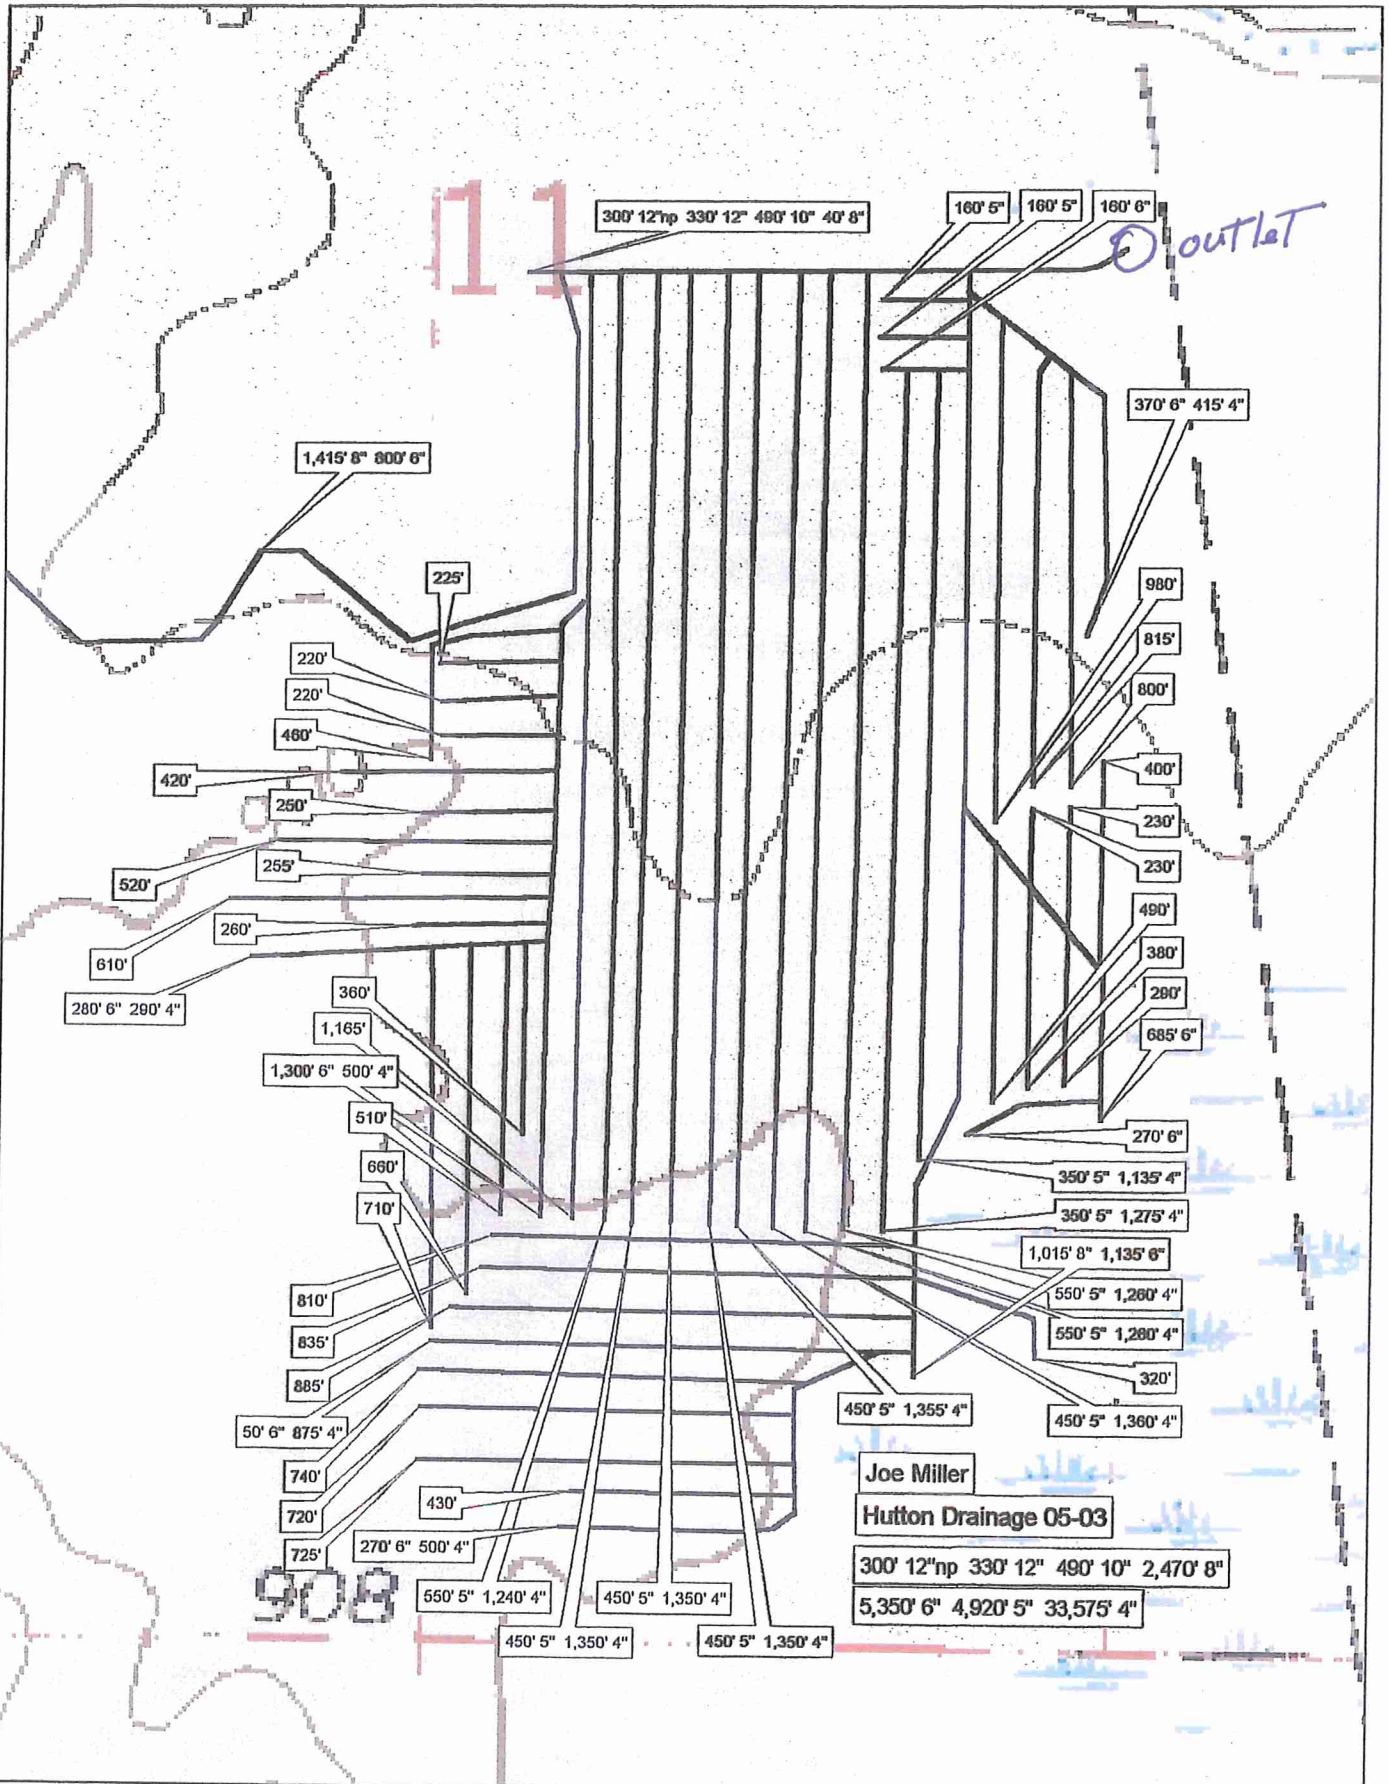 11
300' 12"np 330' 12" 490' 10" 40' 8"
160' 5"
160' 5"
160' 6"
outlet
370' 6" 415' 4"
1,415' 8" 800' 6"
225'
980'
815'
220'
800'
220'
460'
400'
420'
250'
230'
255'
230'
520'
490'
260'
380'
610'
360'
290'
280' 6" 290' 4"
1,165'
685' 6"
1,300' 6" 500' 4"
510'
270' 6"
660'
350' 5" 1,135' 4"
710'
350' 5" 1,275' 4"
1,015' 8" 1,135' 6"
810'
550' 5" 1,260' 4"
835'
550' 5" 1,260' 4"
885'
320'
450' 5" 1,355' 4"
50' 6" 875' 4"
450' 5" 1,360' 4"
740'
Joe Miller
430'
720'
Hutton Drainage 05-03
270' 6" 500' 4"
725'
300' 12"np 330' 12" 490' 10" 2,470' 8"
908
550' 5" 1,240' 4"
450' 5" 1,350' 4"
5,350' 6" 4,920' 5" 33,575' 4"
450' 5" 1,350' 4"
450' 5" 1,350' 4"